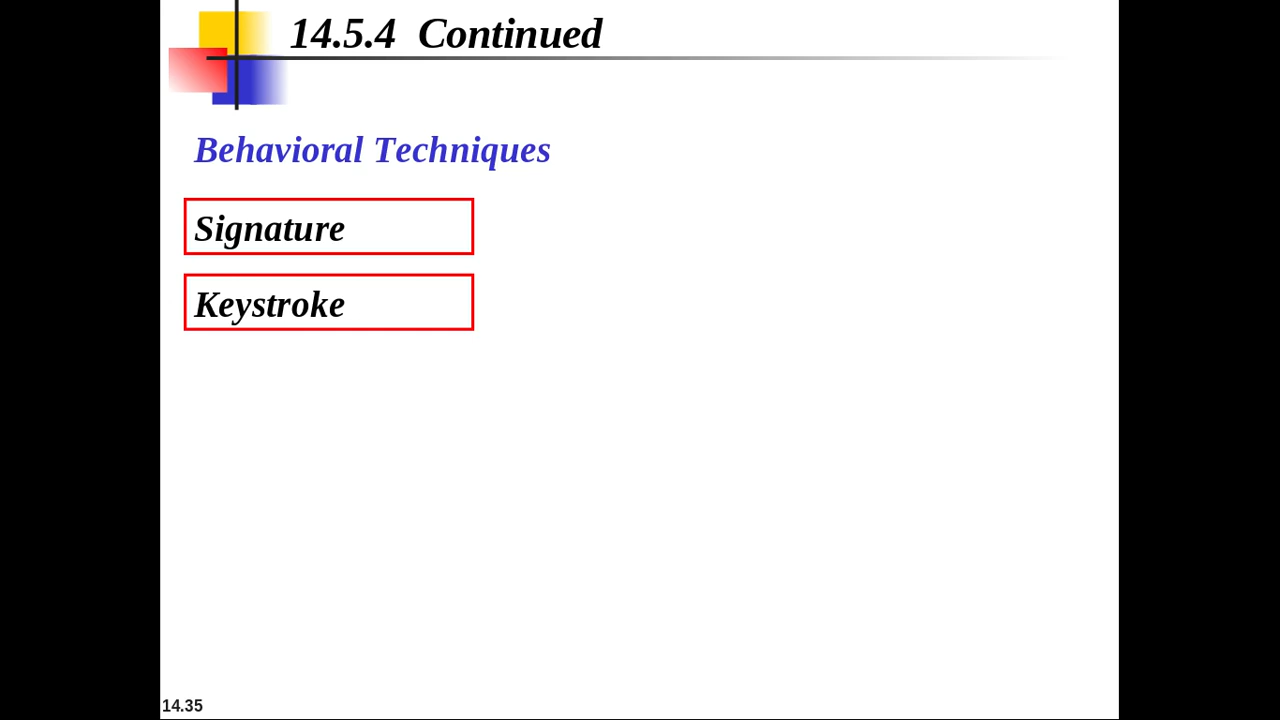 14.5.4 Continued
Behavioral Techniques
Signature
Keystroke
14.35